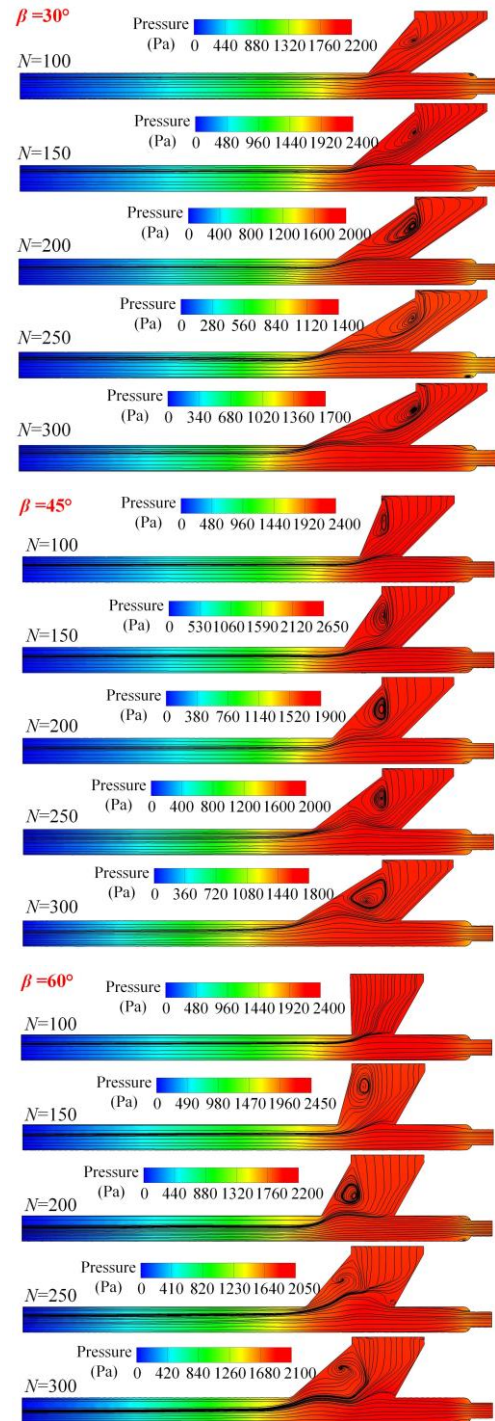 β =30°
Pressure
(Pa) 0 440 880 1320 1760 2200
N=100
Pressure
(Pa) 0 480 960 1440 1920 2400
N=150
Pressure
(Pa) 0 400 800 1200 1600 2000
N=200
Pressure
(Pa) 0 280 560 840 1120 1400
N=250
Pressure
(Pa) 0 340 680 1020 1360 1700
N=300
β =45°
Pressure
(Pa) 0 480 960 1440 1920 2400
N=100
Pressure
(Pa) 0 530 1060 1590 2120 2650
N=150
Pressure
(Pa) 0 380 760 1140 1520 1900
N=200
Pressure
(Pa) 0 400 800 1200 1600 2000
N=250
Pressure
(Pa) 0 360 720 1080 1440 1800
N=300
β =60°
Pressure
(Pa) 0 480 960 1440 1920 2400
N=100
Pressure
(Pa) 0 490 980 1470 1960 2450
N=150
Pressure
(Pa) 0 440 880 1320 1760 2200
N=200
Pressure
(Pa) 0 410 820 1230 1640 2050
N=250
Pressure
(Pa) 0 420 840 1260 1680 2100
N=300